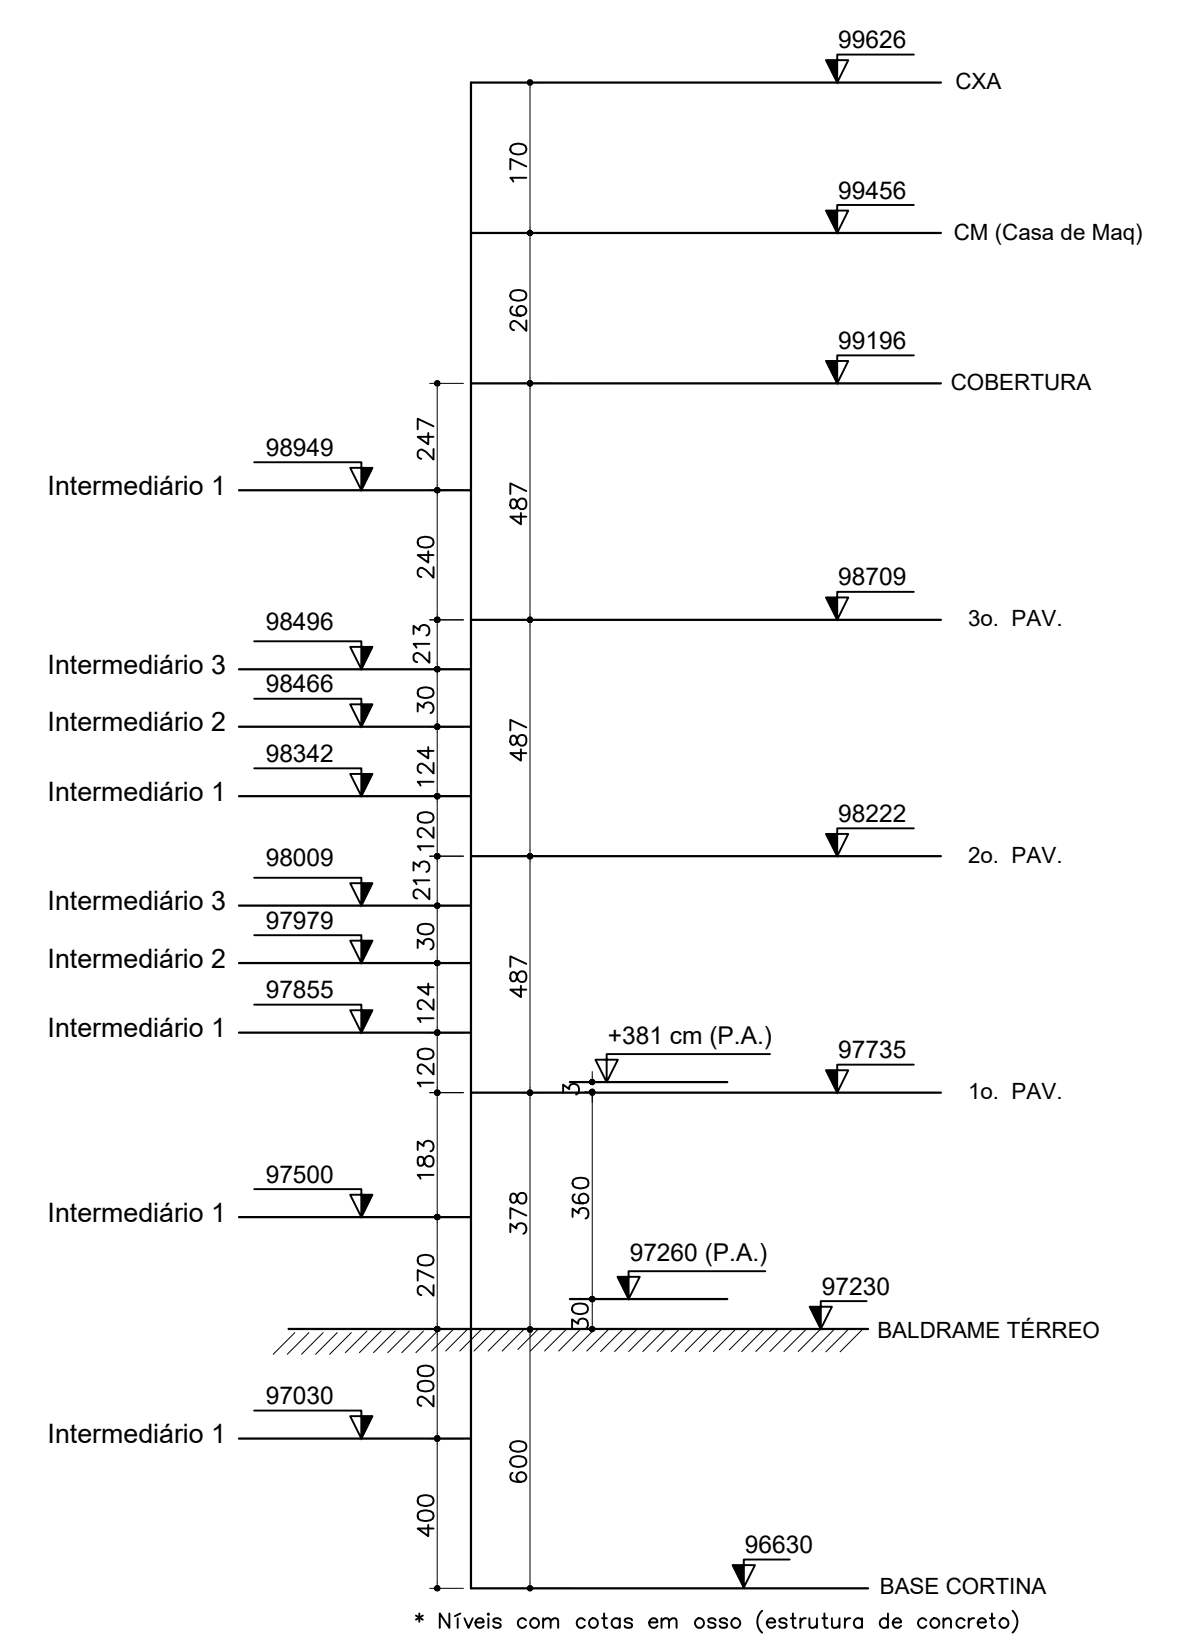 99626
CXA
170
99456
CM (Casa de Maq)
260
99196
COBERTURA
247
98949
Intermediário 1
487
240
98709
3o. PAV.
98496
213
Intermediário 3
98466
30
Intermediário 2
487
98342
124
Intermediário 1
98222
120
2o. PAV.
98009
213
Intermediário 3
97979
30
Intermediário 2
487
97855
124
Intermediário 1
+381 cm (P.A.)
97735
120
3
1o. PAV.
183
97500
378
360
Intermediário 1
97260 (P.A.)
270
97230
30
BALDRAME TÉRREO
200
97030
Intermediário 1
600
400
96630
BASE CORTINA
* Níveis com cotas em osso (estrutura de concreto)